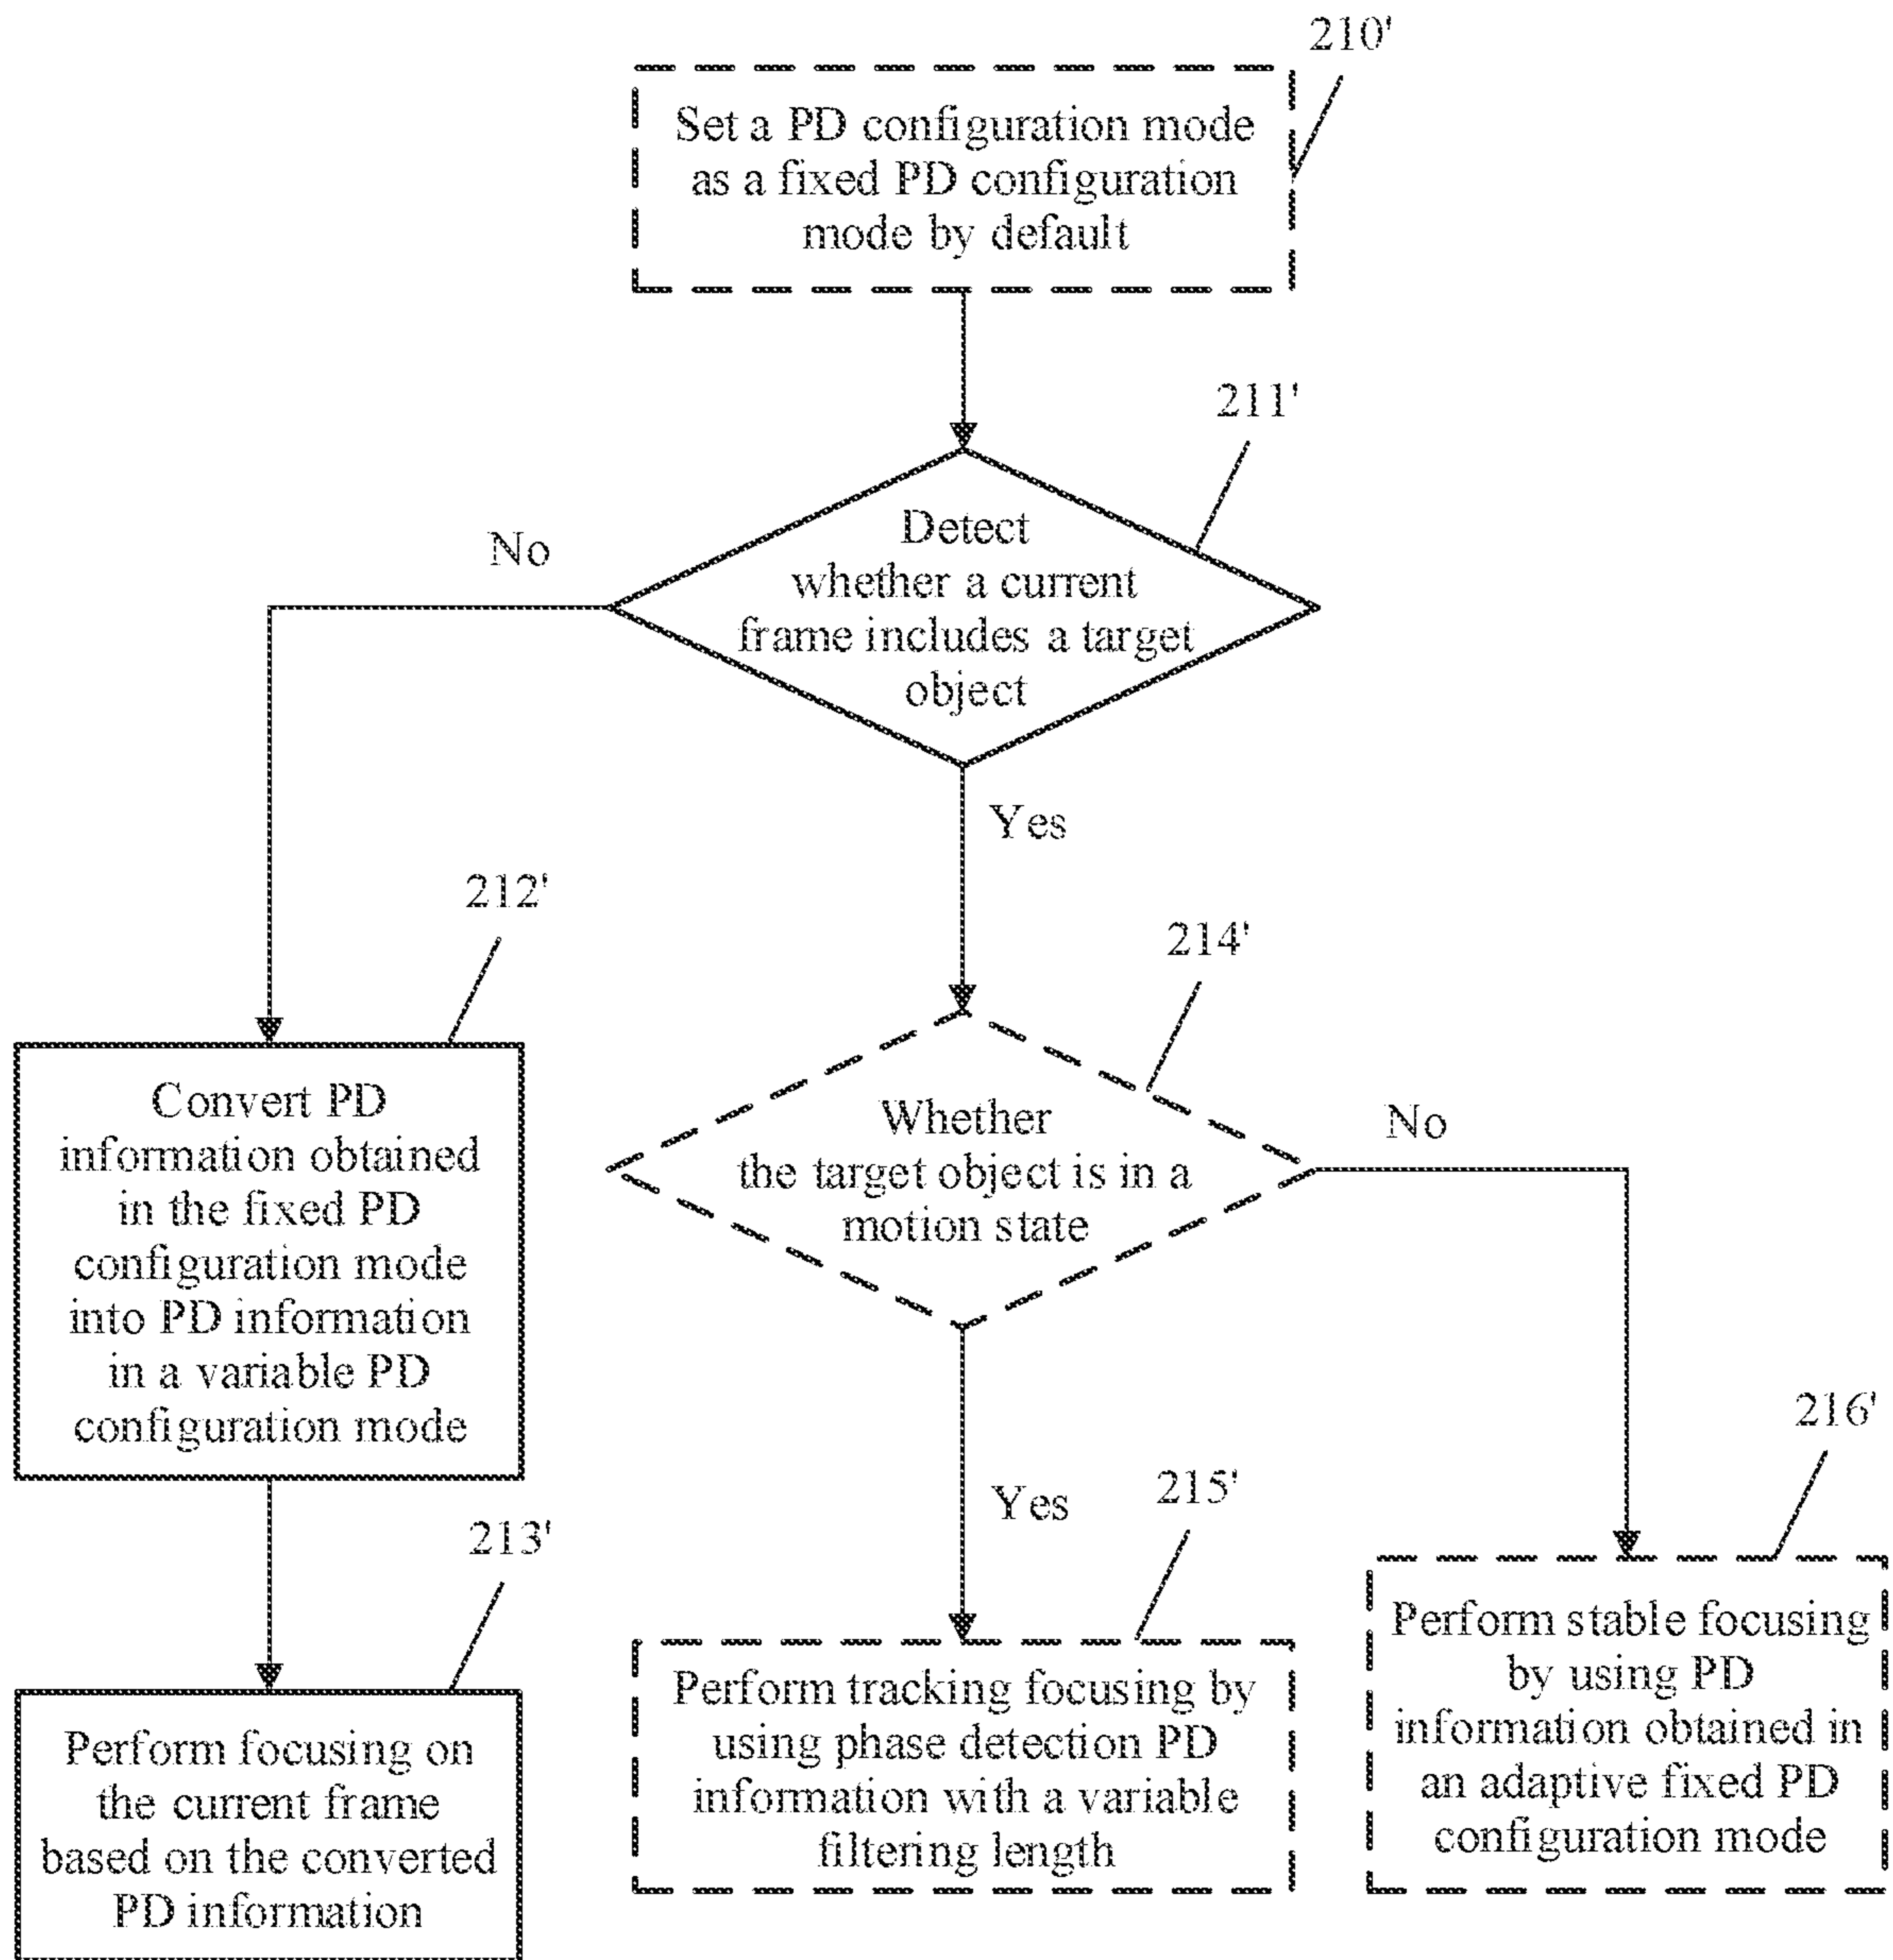 210'
Set a PD configuration mode
as a fixed PD configuration
mode by default
211'
Detect
whether a current
frame includes a target
object
No
Yes
212'
Convert PD
information obtained
in the fixed PD
configuration mode
into PD information
in a variable PD
configuration mode
213'
Perform focusing on
the current frame
based on the converted
PD information
214'
Whether
the target object is in a
motion state
No
Yes
215'
Perform tracking focusing by
using phase detection PD
information with a variable
filtering length
216'
Perform stable focusing
by using PD
information obtained in
an adaptive fixed PD
configuration mode